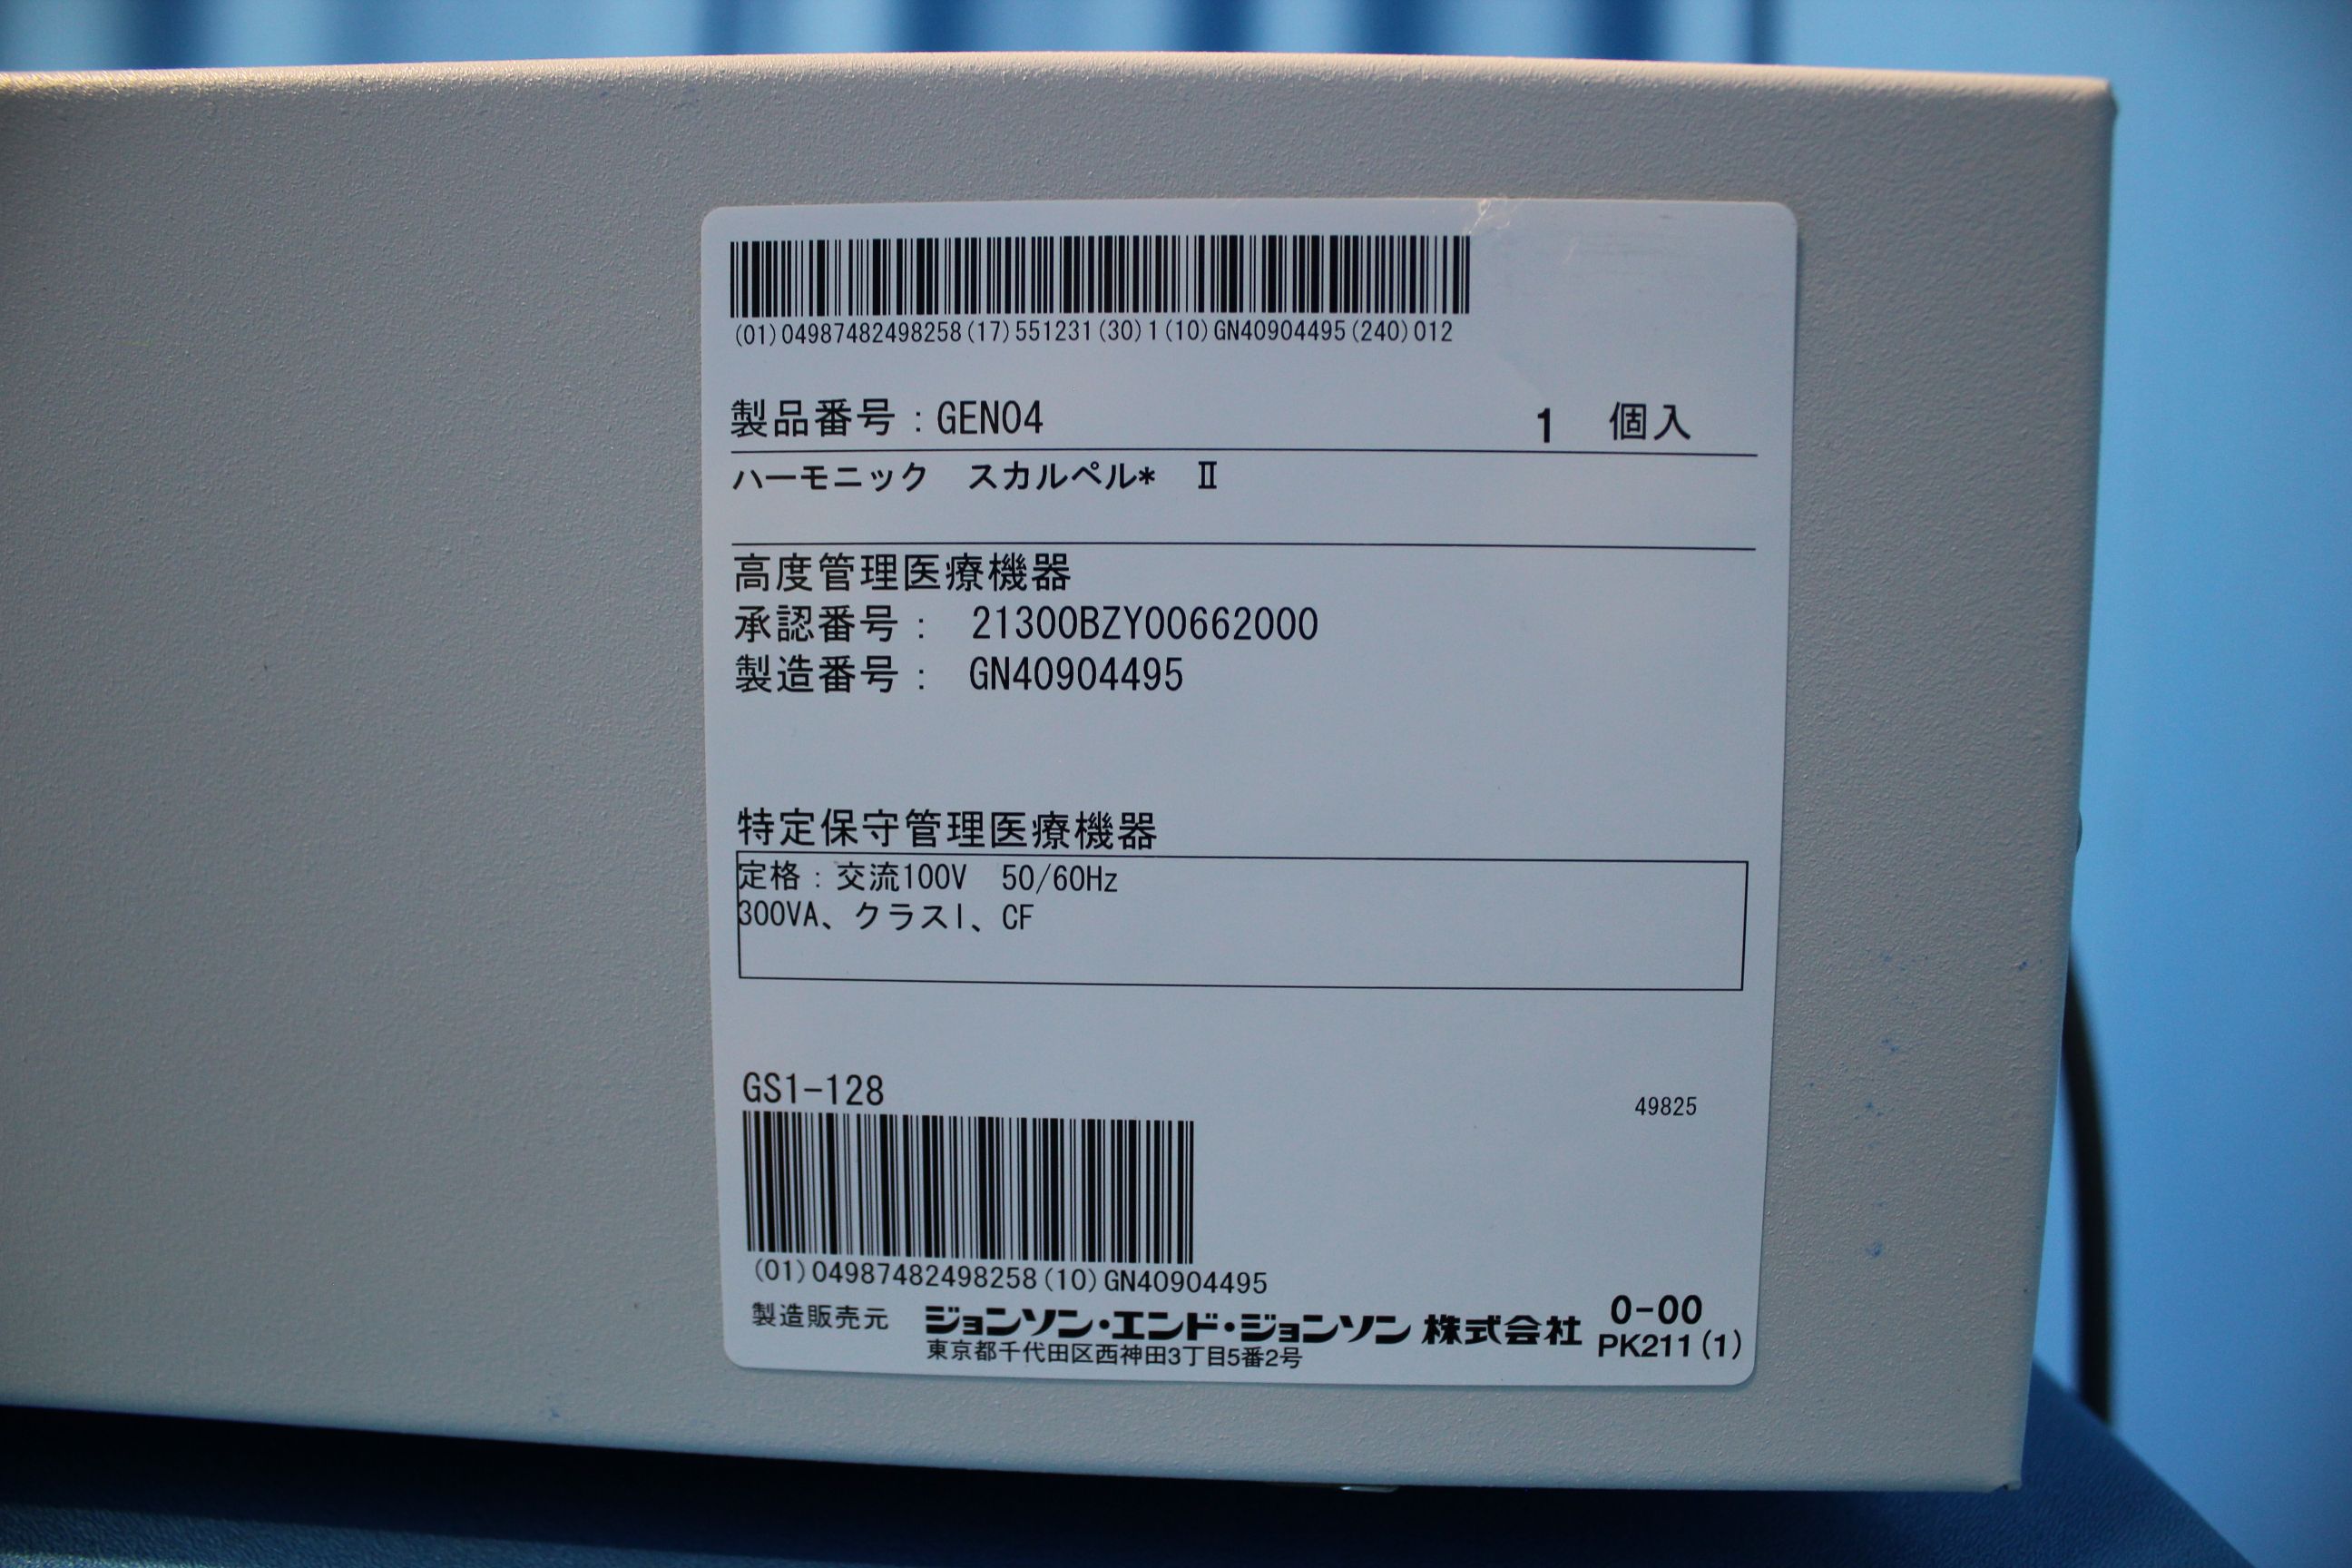 (01)04987482498258(17)551231(30)1(10)GN40904495(240)012
製品番号：GEN04　1　個入
ハーモニック　スカルペル*　Ⅱ
高度管理医療機器
承認番号：　21300BZY00662000
製造番号：　GN40904495
特定保守管理医療機器
定格：交流100V　50/60Hz
300VA、クラスI、CF
GS1-128
49825
(01)04987482498258(10)GN40904495
製造販売元　ジョンソン・エンド・ジョンソン 株式会社　0-00
東京都千代田区西神田3丁目5番2号　PK211(1)